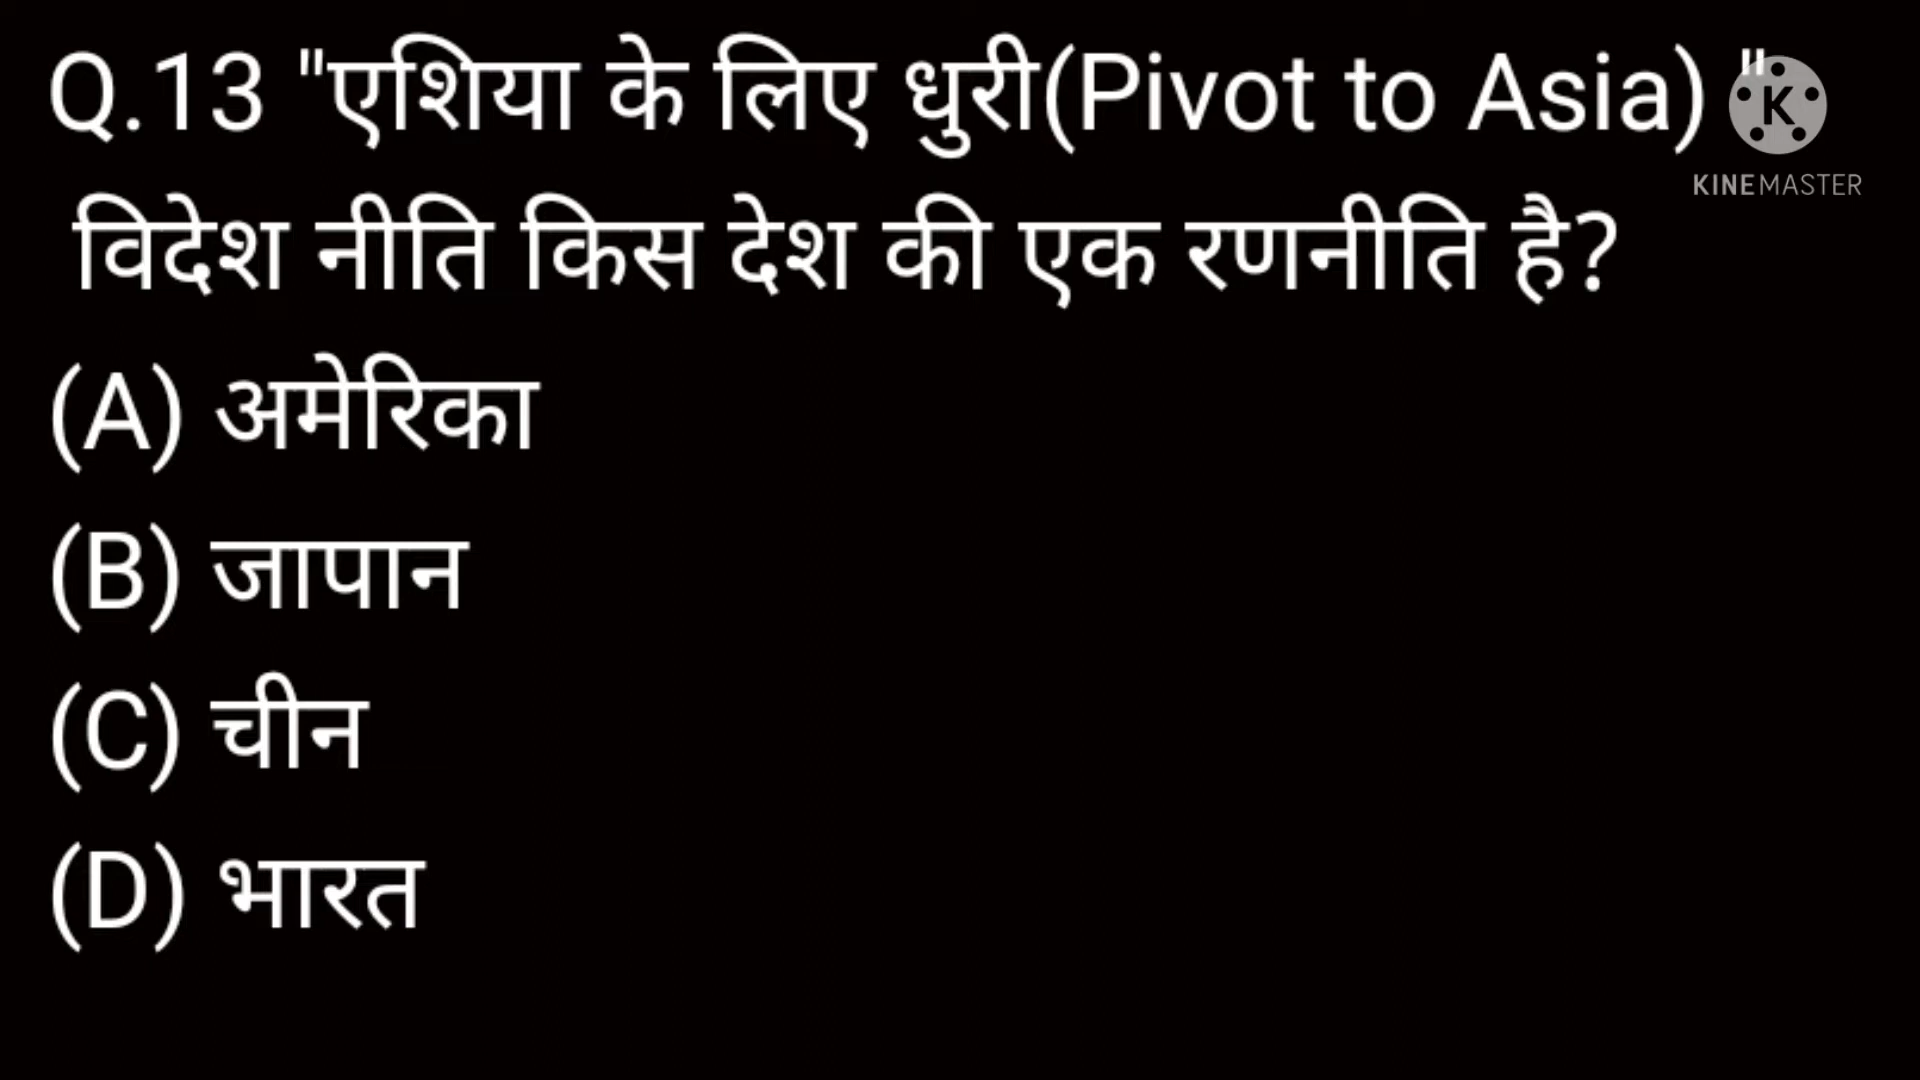 Q.13 "एशिया के लिए धुरी(Pivot to Asia) "
विदेश नीति किस देश की एक रणनीति है?
(A) अमेरिका
(B) जापान
(C) चीन
(D) भारत
K
KINEMASTER